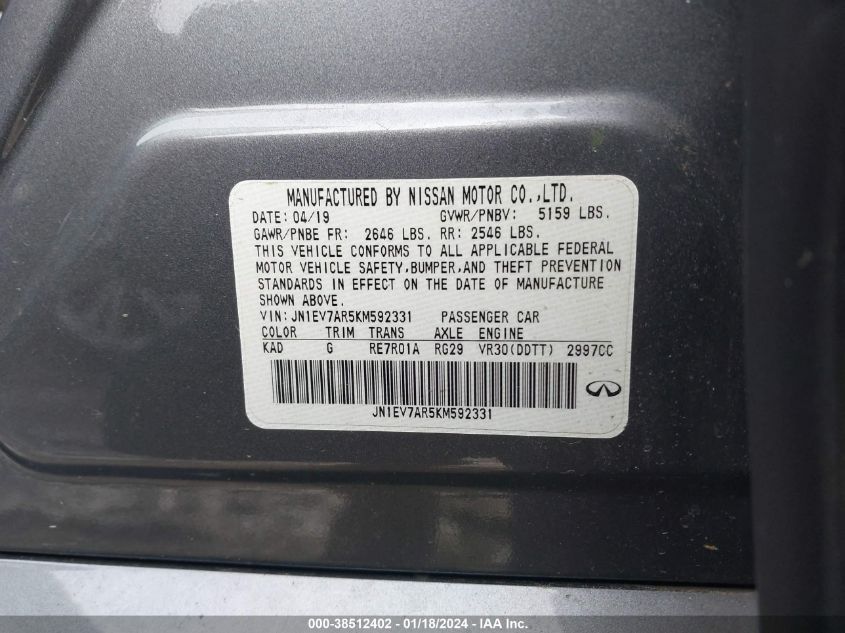 MANUFACTURED BY NISSAN MOTOR CO.,LTD.
DATE: 04/19 GVWR/PNBV: 5159 LBS.
GAWR/PNBE FR: 2646 LBS. RR: 2546 LBS.
THIS VEHICLE CONFORMS TO ALL APPLICABLE FEDERAL
MOTOR VEHICLE SAFETY,BUMPER,AND THEFT PREVENTION
STANDARDS IN EFFECT ON THE DATE OF MANUFACTURE
SHOWN ABOVE.
VIN:JN1EV7AR5KM592331 PASSENGER CAR
COLOR TRIM TRANS AXLE ENGINE
KAD G RE7R01A RG29 VR30(DDTT) 2997CC
JN1EV7AR5KM592331
000-38512402 - 01/18/2024 - IAA Inc.